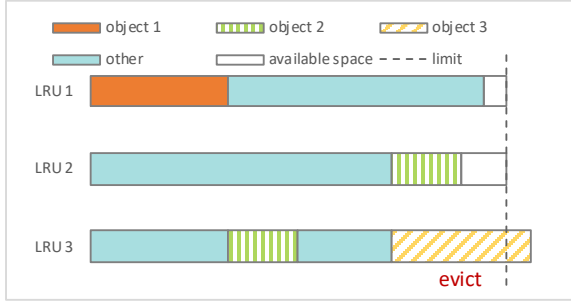 object 1 object 2 object 3
other available space limit
LRU 1
LRU 2
LRU 3
evict